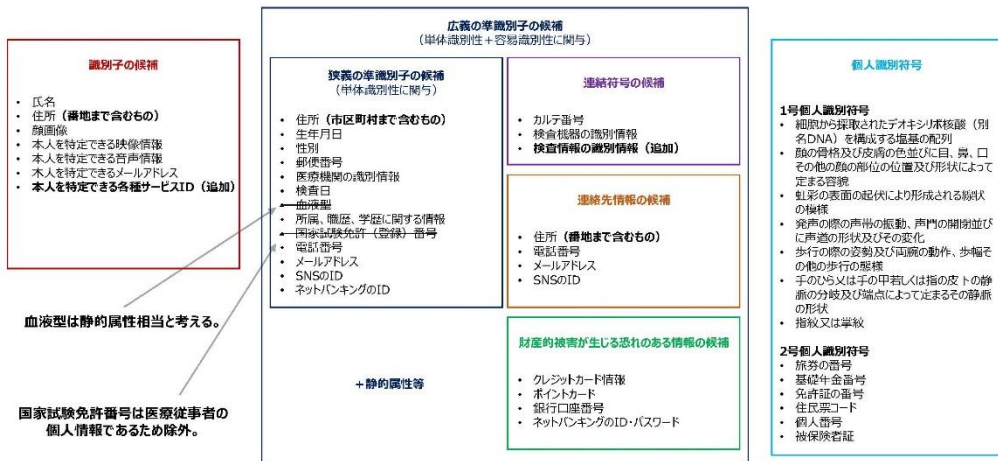 広義の準識別子の候補
（単体識別性＋容易識別性に関与）
識別子の候補
・ 氏名
・ 住所（番地まで含むもの）
・ 顔画像
・ 本人を特定できる映像情報
・ 本人を特定できる音声情報
・ 本人を特定できるメールアドレス
・ 本人を特定できる各種サービスID（追加）
血液型は静的属性相当と考える。
国家試験免許番号は医療従事者の
個人情報であるため除外。
狭義の準識別子の候補
（単体識別性に関与）
・ 住所（市区町村まで含むもの）
・ 生年月日
・ 性別
・ 郵便番号
・ 医療機関の識別情報
・ 検査日
・ 血液型
・ 所属、職歴、学歴に関する情報
・ 国家試験免許（登録）番号
・ 電話番号
・ メールアドレス
・ SNSのID
・ ネットバンキングのID
＋静的属性等
連結符号の候補
・ カルテ番号
・ 検査機器の識別情報
・ 検査情報の識別情報（追加）
連絡先情報の候補
・ 住所（番地まで含むもの）
・ 電話番号
・ メールアドレス
・ SNSのID
財産的被害が生じる恐れのある情報の候補
・ クレジットカード情報
・ ポイントカード
・ 銀行口座番号
・ ネットバンキングのID・パスワード
個人識別符号
1号個人識別符号
・ 細胞から採取されたデオキシリボ核酸（別
名DNA）を構成する塩基の配列
・ 顔の骨格及び皮膚の色並びに目、鼻、口
その他の顔の部位の位置及び形状によって
定まる容貌
・ 虹彩の表面の起伏により形成される線状
の模様
・ 発声の際の声帯の振動、声門の開閉並び
に声道の形状及びその変化
・ 歩行の際の姿勢及び両腕の動作、歩幅そ
の他の歩行の態様
・ 手のひら又は手の甲若しくは指の皮下の静
脈の分岐及び端点によって定まるその静脈
の形状
・ 指紋又は掌紋
2号個人識別符号
・ 旅券の番号
・ 基礎年金番号
・ 免許証の番号
・ 住民票コード
・ 個人番号
・ 被保険者証